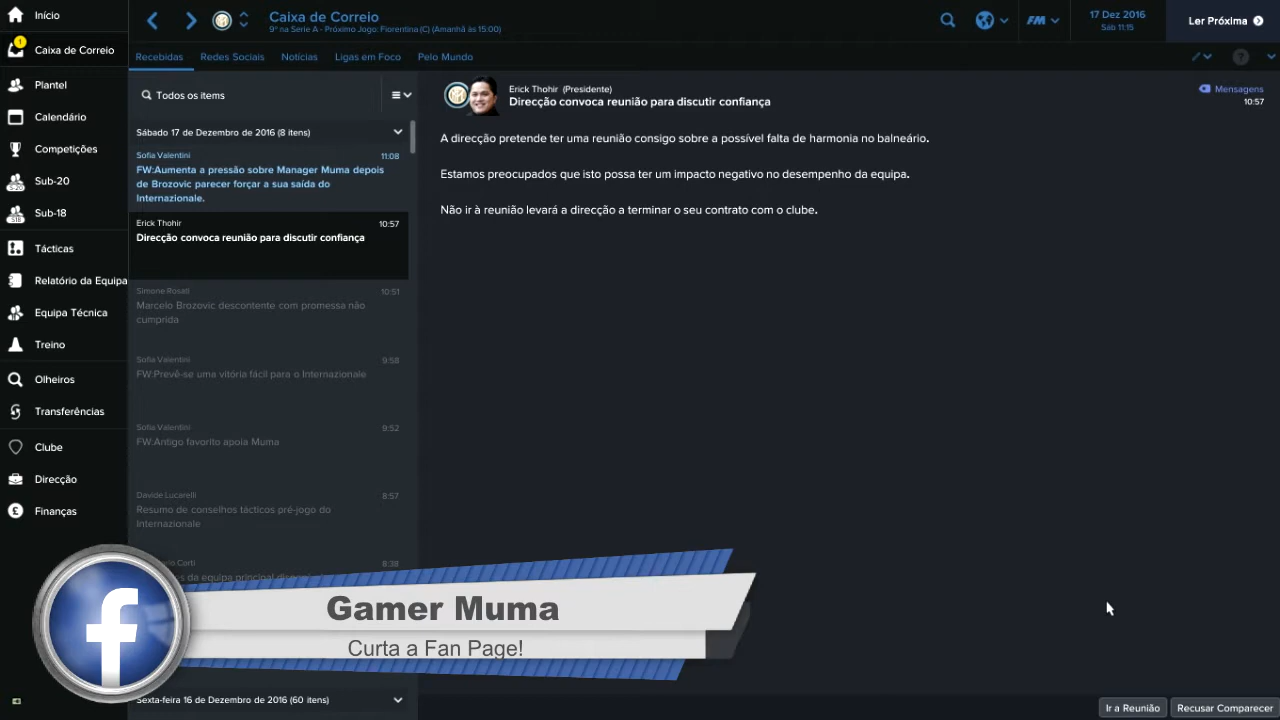 Início
1
Caixa de Correio
Plantel
Calendário
Competições
Sub-20
Sub-18
Tácticas
Relatório da Equipa
Equipa Técnica
Treino
Olheiros
Transferências
Clube
Direcção
Finanças
Caixa de Correio
9º na Serie A - Próximo Jogo: Fiorentina (C) (Amanhã às 15:00)
FM
17 Dez 2016
Sáb 11:15
Ler Próxima
Recebidas
Redes Sociais
Notícias
Ligas em Foco
Pelo Mundo
Todos os items
Sábado 17 de Dezembro de 2016 (8 itens)
Sofia Valentini 11:08
FW:Aumenta a pressão sobre Manager Muma depois
de Brozovic parecer forçar a sua saída do
Internazionale.
Erick Thohir 10:57
Direcção convoca reunião para discutir confiança
Simone Rosati 10:51
Marcelo Brozovic descontente com promessa não
cumprida
Sofia Valentini 9:58
FW:Prevê-se uma vitória fácil para o Internazionale
Sofia Valentini 9:52
FW:Antigo favorito apoia Muma
Davide Lucarelli 8:57
Resumo de conselhos tácticos pré-jogo do
Internazionale
Corti 8:38
da equipa principal
Sexta-feira 16 de Dezembro de 2016 (60 itens)
Erick Thohir (Presidente)
Direcção convoca reunião para discutir confiança
Mensagens
10:57
A direcção pretende ter uma reunião consigo sobre a possível falta de harmonia no balneário.
Estamos preocupados que isto possa ter um impacto negativo no desempenho da equipa.
Não ir à reunião levará a direcção a terminar o seu contrato com o clube.
f
Gamer Muma
Curta a Fan Page!
Ir a Reunião
Recusar Comparecer